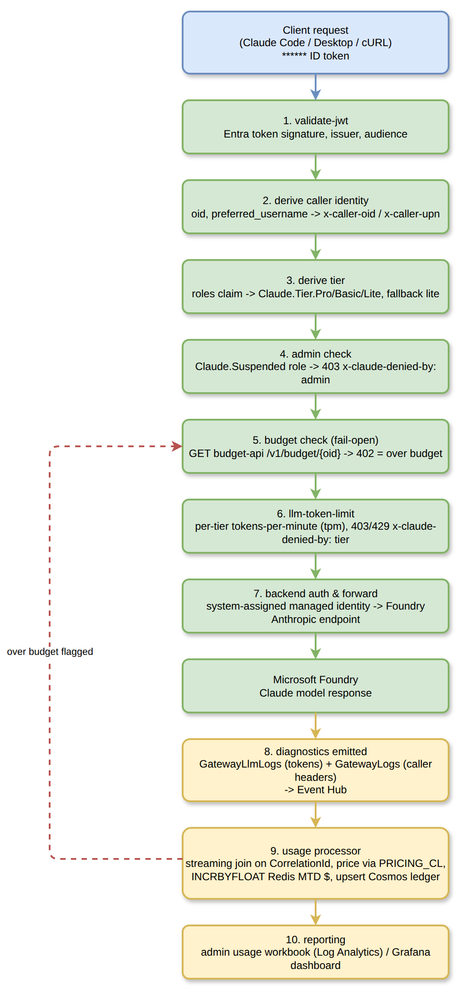 Client request
(Claude Code / Desktop / cURL)
****** ID token
1. validate-jwt
Entra token signature, issuer, audience
2. derive caller identity
oid, preferred_username -> x-caller-oid / x-caller-upn
3. derive tier
roles claim -> Claude.Tier.Pro/Basic/Lite, fallback lite
4. admin check
Claude.Suspended role -> 403 x-claude-denied-by:
admin
5. budget check (fail-open)
GET budget-api /v1/budget/{oid} -> 402 = over budget
6. llm-token-limit
per-tier tokens-per-minute (tpm), 403/429 x-claude-
denied-by: tier
7. backend auth & forward
system-assigned managed identity -> Foundry
Anthropic endpoint
over budget flagged
Microsoft Foundry
Claude model response
8. diagnostics emitted
GatewayLlmLogs (tokens) + GatewayLogs (caller
headers)
-> Event Hub
9. usage processor
streaming join on CorrelationId, price via PRICING_CL,
INCRBYFLOAT Redis MTD $, upsert Cosmos ledger
10. reporting
admin usage workbook (Log Analytics) / Grafana
dashboard